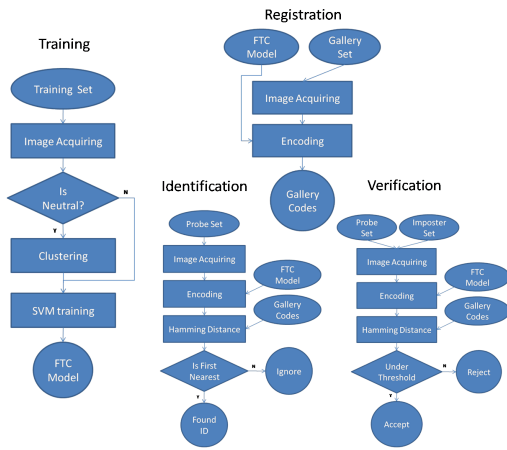 Training
Training Set
Image Acquiring
Is
Neutral?
N
Y
Clustering
SVM training
FTC
Model
Registration
FTC
Model
Gallery
Set
Image Acquiring
Encoding
Gallery
Codes
Identification
Probe Set
Image Acquiring
Encoding
FTC
Model
Hamming Distance
Gallery
Codes
Is First
Nearest
N
Ignore
Y
Found
ID
Verification
Probe
Set
Imposter
Set
Image Acquiring
Encoding
FTC
Model
Hamming Distance
Gallery
Codes
Under
Threshold
N
Reject
Y
Accept